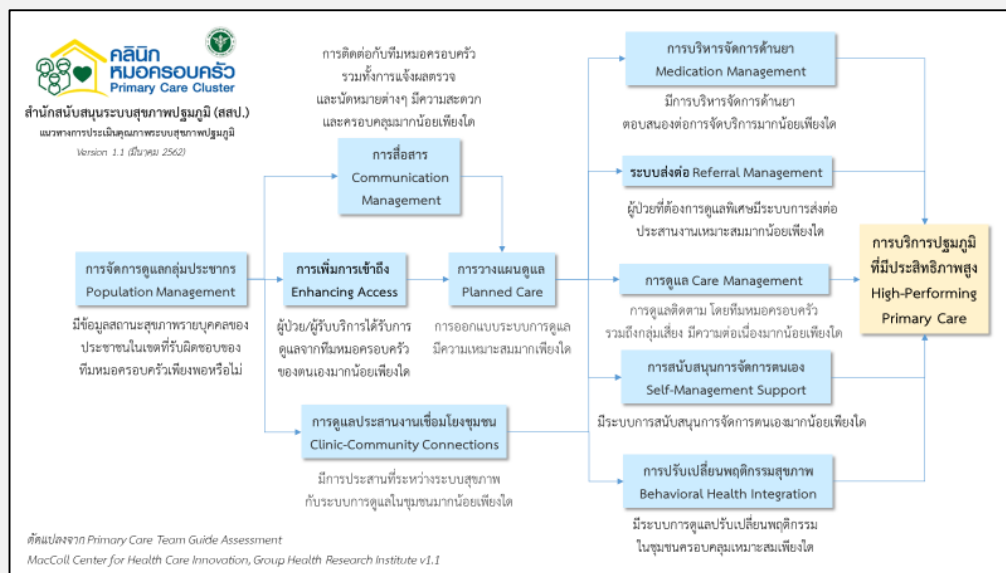 คลินิก
หมอครอบครัว
Primary Care Cluster
สำนักสนับสนุนระบบสุขภาพปฐมภูมิ (สสป.)
แนวทางการประเมินคุณภาพระบบสุขภาพปฐมภูมิ
Version 1.1 (มีนาคม 2562)
การติดต่อกับทีมหมอครอบครัว
รวมทั้งการแจ้งผลตรวจ
และนัดหมายต่างๆ มีความสะดวก
และครอบคลุมมากน้อยเพียงใด
การสื่อสาร
Communication
Management
การจัดการดูแลกลุ่มประชากร
Population Management
มีข้อมูลสถานะสุขภาพรายบุคคลของ
ประชาชนในเขตที่รับผิดชอบของ
ทีมหมอครอบครัวเพียงพอหรือไม่
การเพิ่มการเข้าถึง
Enhancing Access
ผู้ป่วย/ผู้รับบริการได้รับการ
ดูแลจากทีมหมอครอบครัว
ของตนเองมากน้อยเพียงใด
การวางแผนดูแล
Planned Care
การออกแบบระบบการดูแล
มีความเหมาะสมมากเพียงใด
การดูแลประสานงานเชื่อมโยงชุมชน
Clinic-Community Connections
มีการประสานที่ระหว่างระบบสุขภาพ
กับระบบการดูแลในชุมชนมากน้อยเพียงใด
การบริหารจัดการด้านยา
Medication Management
มีการบริหารจัดการด้านยา
ตอบสนองต่อการจัดบริการมากน้อยเพียงใด
ระบบส่งต่อ Referral Management
ผู้ป่วยที่ต้องการดูแลพิเศษมีระบบการส่งต่อ
ประสานงานเหมาะสมมากน้อยเพียงใด
การดูแล Care Management
การดูแลติดตาม โดยทีมหมอครอบครัว
รวมถึงกลุ่มเสี่ยง มีความต่อเนื่องมากน้อยเพียงใด
การสนับสนุนการจัดการตนเอง
Self-Management Support
มีระบบการสนับสนุนการจัดการตนเองมากน้อยเพียงใด
การปรับเปลี่ยนพฤติกรรมสุขภาพ
Behavioral Health Integration
มีระบบการดูแลปรับเปลี่ยนพฤติกรรม
ในชุมชนครอบคลุมเหมาะสมเพียงใด
การบริการปฐมภูมิ
ที่มีประสิทธิภาพสูง
High-Performing
Primary Care
ดัดแปลงจาก Primary Care Team Guide Assessment
MacColl Center for Health Care Innovation, Group Health Research Institute v1.1